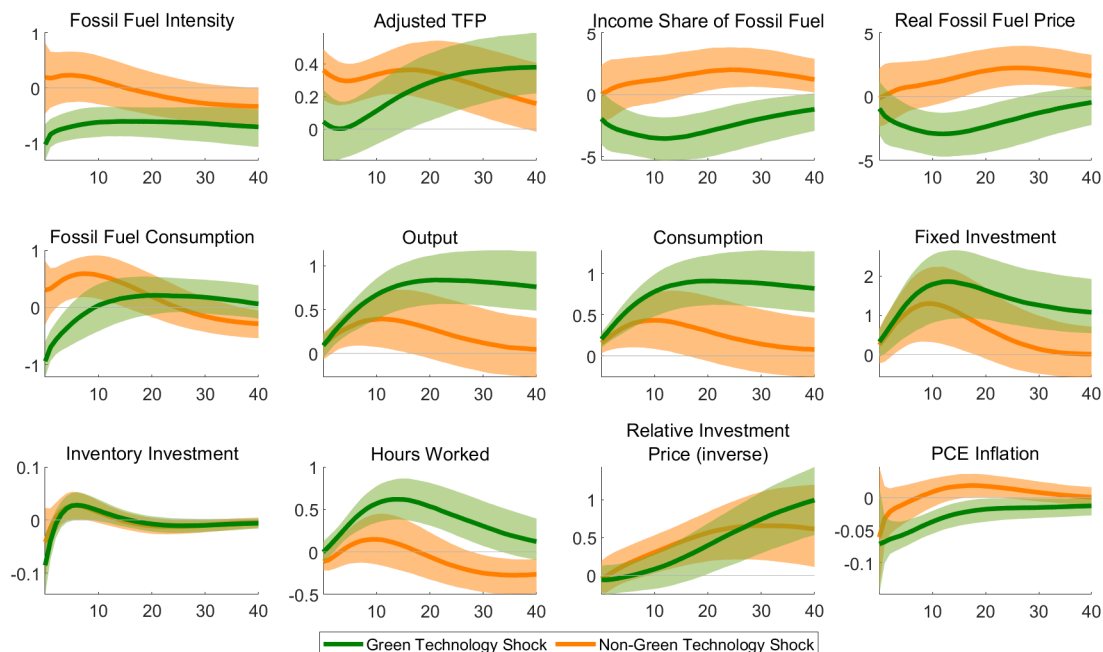 Fossil Fuel Intensity
Adjusted TFP
Income Share of Fossil Fuel
Real Fossil Fuel Price
1
0
-1
10 20 30 40
0.4
0.2
0
10 20 30 40
5
0
-5
10 20 30 40
5
0
-5
10 20 30 40
Fossil Fuel Consumption
Output
Consumption
Fixed Investment
1
0
-1
10 20 30 40
1
0.5
0
10 20 30 40
1
0.5
0
10 20 30 40
2
1
0
10 20 30 40
Inventory Investment
Hours Worked
Relative Investment
Price (inverse)
PCE Inflation
0.1
0
-0.1
10 20 30 40
1
0.5
0
-0.5
10 20 30 40
1
0
10 20 30 40
0
-0.05
-0.1
10 20 30 40
Green Technology Shock Non-Green Technology Shock